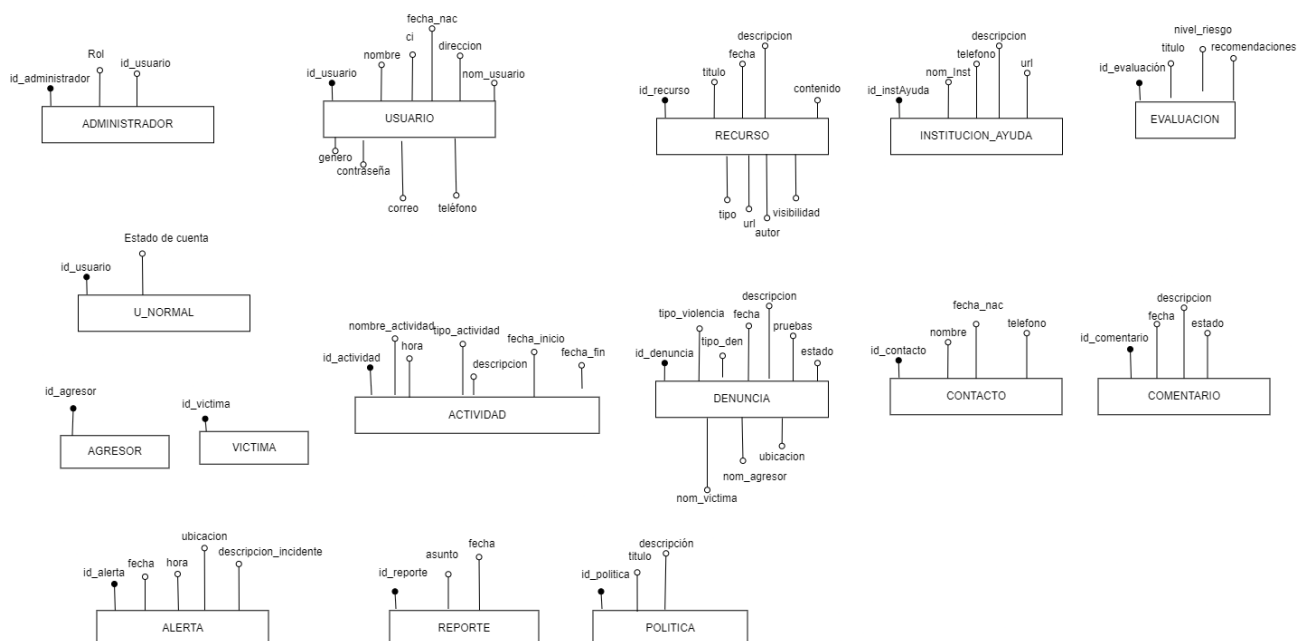 Rol
id_administrador
id_usuario
ADMINISTRADOR
fecha_nac
ci
nombre
direccion
id_usuario
nom_usuario
USUARIO
genero
contraseña
correo
teléfono
descripcion
fecha
titulo
id_recurso
contenido
RECURSO
tipo
url
autor
visibilidad
descripcion
telefono
nom_Inst
url
id_instAyuda
INSTITUCION_AYUDA
nivel_riesgo
titulo
recomendaciones
id_evaluación
EVALUACION
Estado de cuenta
id_usuario
U_NORMAL
nombre_actividad
tipo_actividad
hora
fecha_inicio
id_actividad
descripcion
fecha_fin
ACTIVIDAD
descripcion
tipo_violencia
fecha
pruebas
tipo_den
id_denuncia
estado
DENUNCIA
ubicacion
nom_agresor
nom_victima
fecha_nac
nombre
telefono
id_contacto
CONTACTO
descripcion
fecha
estado
id_comentario
COMENTARIO
id_agresor
AGRESOR
id_victima
VICTIMA
ubicacion
fecha
hora
descripcion_incidente
id_alerta
ALERTA
fecha
asunto
id_reporte
REPORTE
descripción
titulo
id_politica
POLITICA